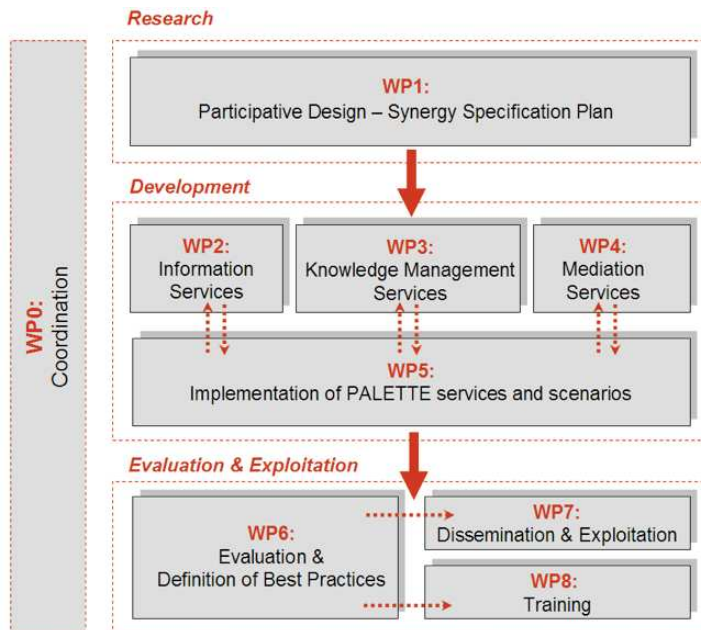 Research
WP1:
Participative Design – Synergy Specification Plan
Development
WP2:
Information
Services
WP3:
Knowledge Management
Services
WP4:
Mediation
Services
WP5:
Implementation of PALETTE services and scenarios
WP0:
Coordination
Evaluation & Exploitation
WP6:
Evaluation &
Definition of Best Practices
WP7:
Dissemination & Exploitation
WP8:
Training